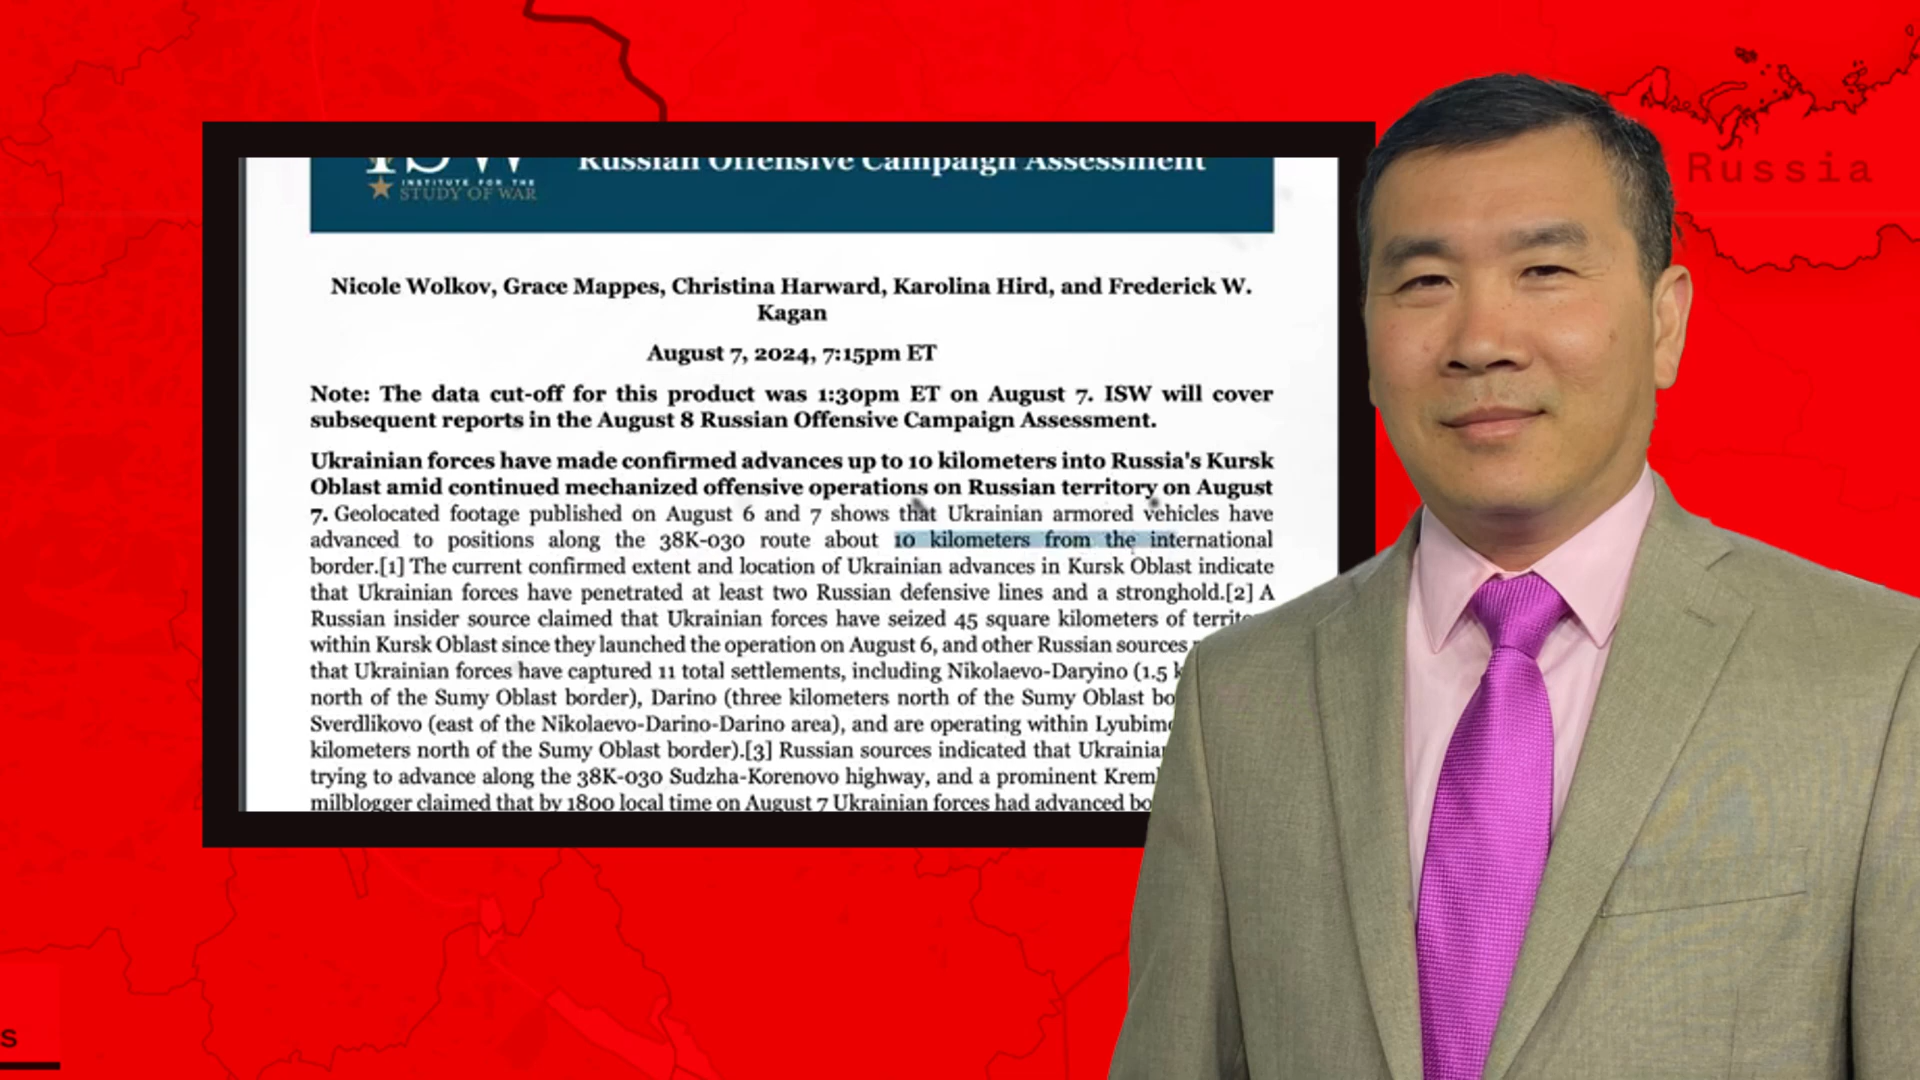 ISW
Russian Offensive Campaign Assessment
INSTITUTE FOR THE
STUDY OF WAR
Russia
Nicole Wolkov, Grace Mappes, Christina Harward, Karolina Hird, and Frederick W.
Kagan
August 7, 2024, 7:15pm ET
Note: The data cut-off for this product was 1:30pm ET on August 7. ISW will cover
subsequent reports in the August 8 Russian Offensive Campaign Assessment.
Ukrainian forces have made confirmed advances up to 10 kilometers into Russia's Kursk
Oblast amid continued mechanized offensive operations on Russian territory on August
7. Geolocated footage published on August 6 and 7 shows that Ukrainian armored vehicles have
advanced to positions along the 38K-030 route about 10 kilometers from the international
border.[1] The current confirmed extent and location of Ukrainian advances in Kursk Oblast indicate
that Ukrainian forces have penetrated at least two Russian defensive lines and a stronghold.[2] A
Russian insider source claimed that Ukrainian forces have seized 45 square kilometers of
within Kursk Oblast since they launched the operation on August 6, and other Russian sources
that Ukrainian forces have captured 11 total settlements, including Nikolaevo-Daryino (1.5
north of the Sumy Oblast border), Darino (three kilometers north of the Sumy Oblast
Sverdlikovo (east of the Nikolaevo-Darino-Darino area), and are operating within
kilometers north of the Sumy Oblast border).[3] Russian sources indicated that
trying to advance along the 38K-030 Sudzha-Korenovo highway, and a prominent
milblogger claimed that by 1800 local time on August 7 Ukrainian forces had advanced
s